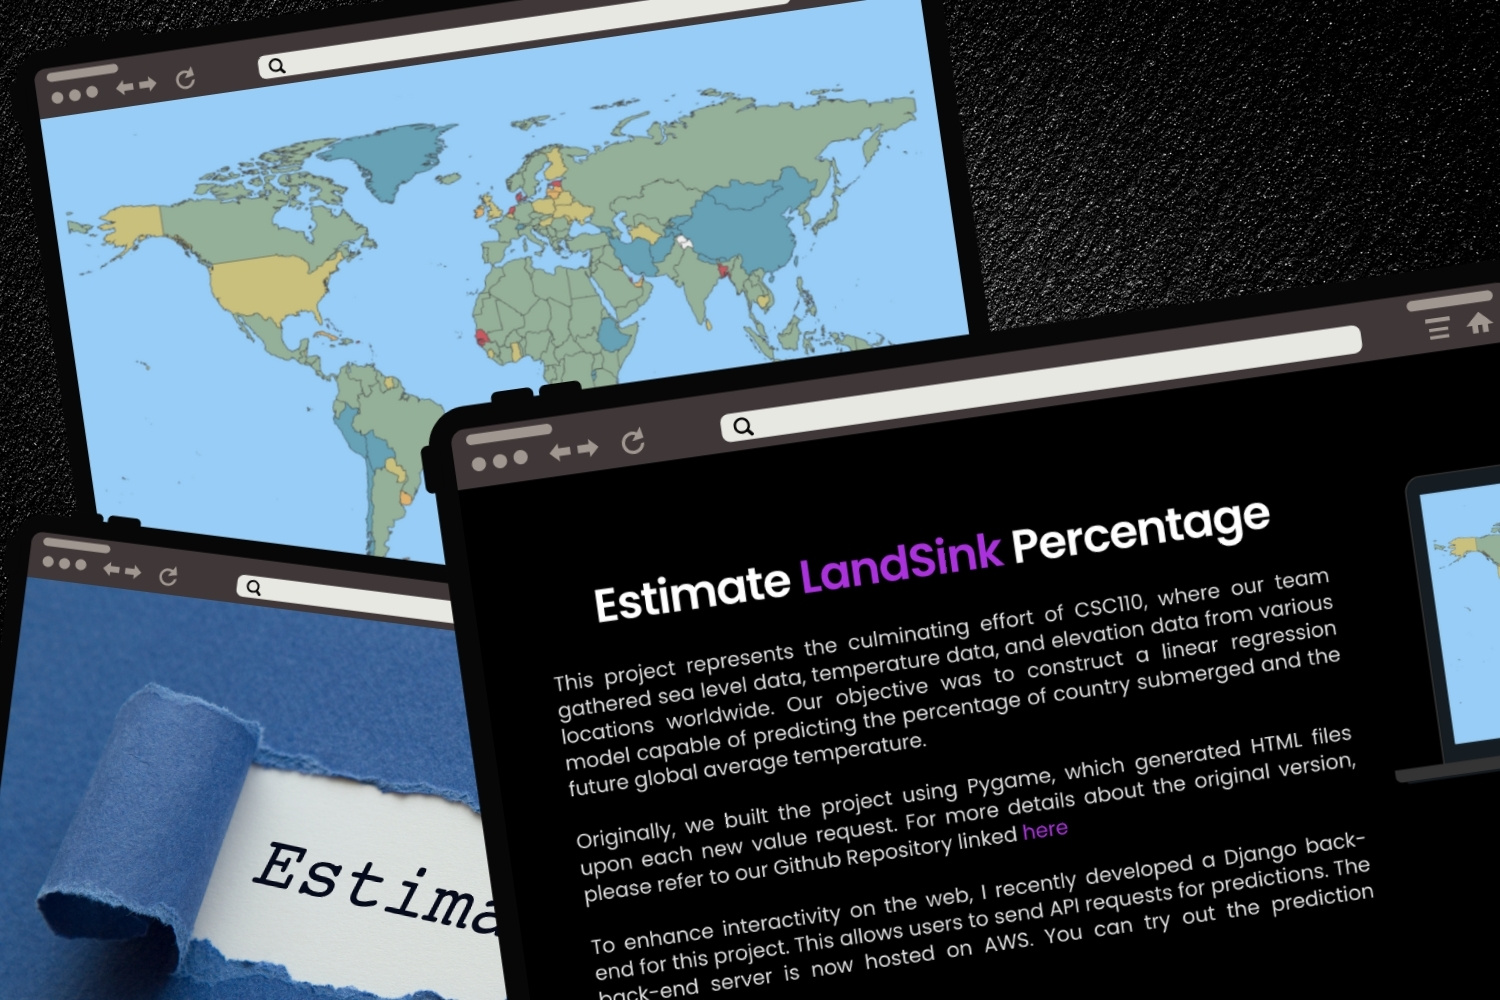 Estimate LandSink Percentage
This project represents the culminating effort of CSC110, where our team
gathered sea level data, temperature data, and elevation data from various
locations worldwide. Our objective was to construct a linear regression
model capable of predicting the percentage of country submerged and the
future global average temperature.
Originally, we built the project using Pygame, which generated HTML files
upon each new value request. For more details about the original version,
please refer to our Github Repository linked here
To enhance interactivity on the web, I recently developed a Django back-
end for this project. This allows users to send API requests for predictions. The
back-end server is now hosted on AWS. You can try out the prediction
Estima